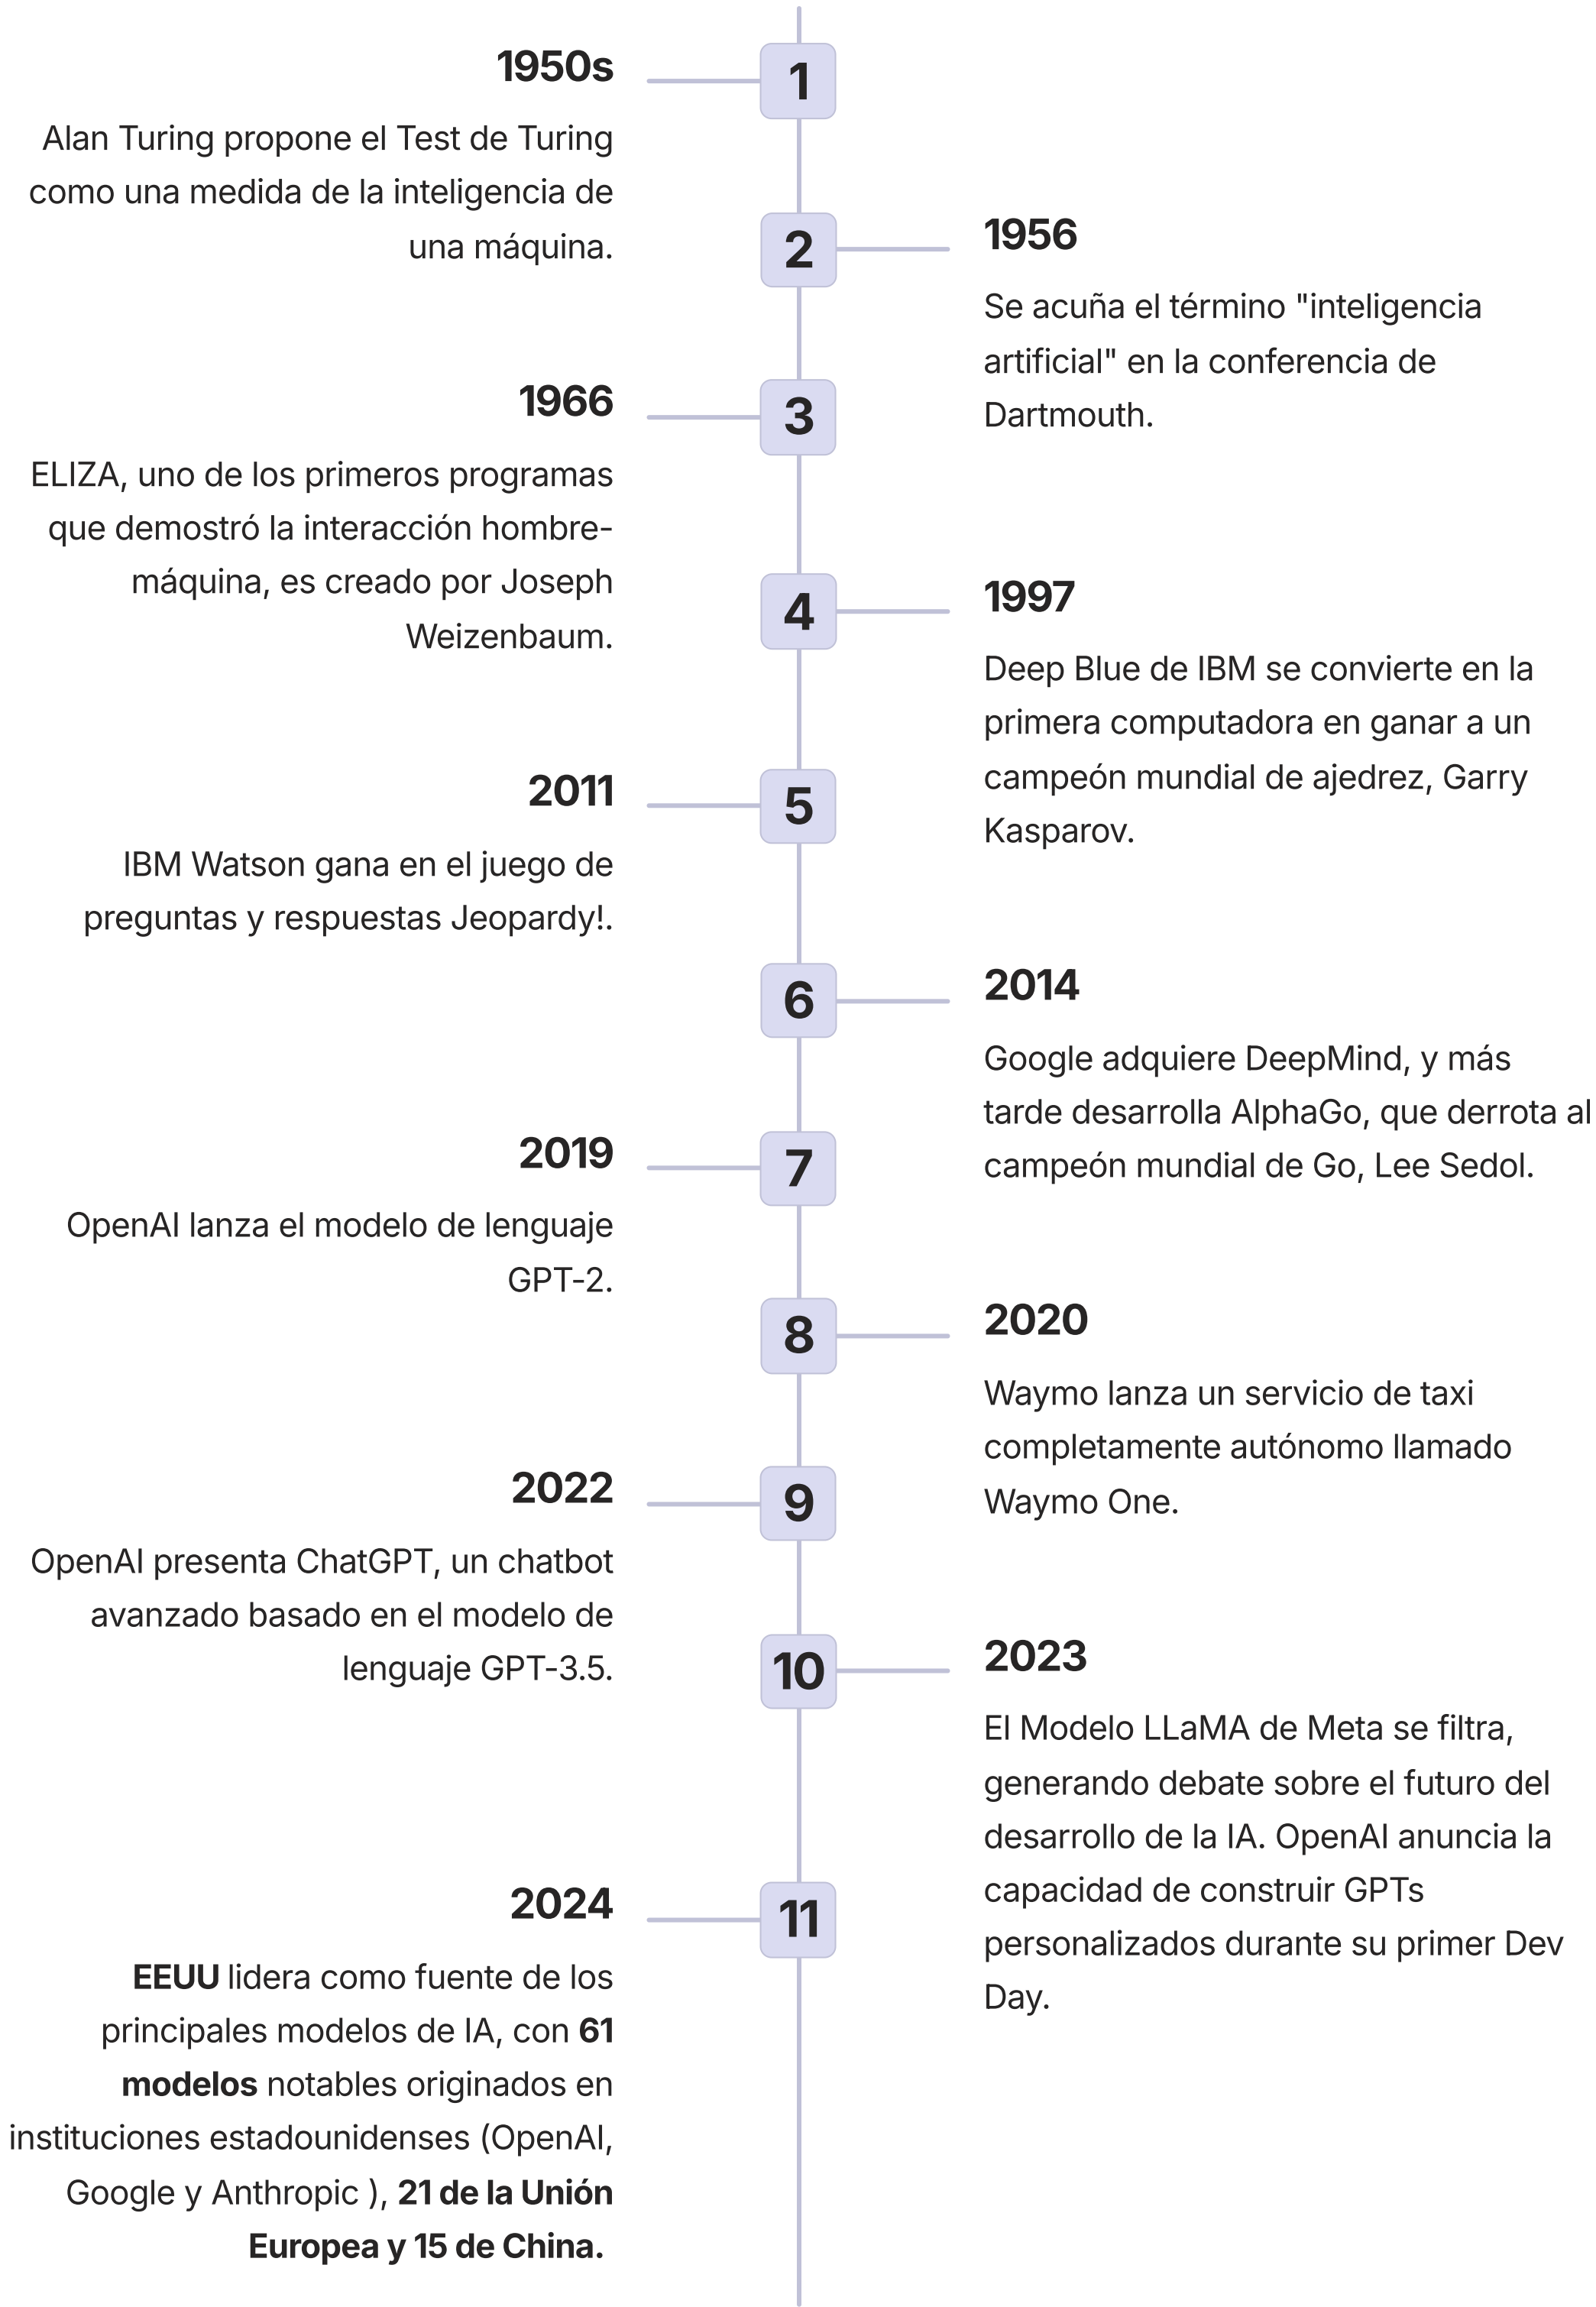 1
1950s
Alan Turing propone el Test de Turing
como una medida de la inteligencia de
una máquina.
2
1956
Se acuña el término "inteligencia
artificial" en la conferencia de
Dartmouth.
3
1966
ELIZA, uno de los primeros programas
que demostró la interacción hombre-
máquina, es creado por Joseph
Weizenbaum.
4
1997
Deep Blue de IBM se convierte en la
primera computadora en ganar a un
campeón mundial de ajedrez, Garry
Kasparov.
5
2011
IBM Watson gana en el juego de
preguntas y respuestas Jeopardy!.
6
2014
Google adquiere DeepMind, y más
tarde desarrolla AlphaGo, que derrota al
campeón mundial de Go, Lee Sedol.
7
2019
OpenAI lanza el modelo de lenguaje
GPT-2.
8
2020
Waymo lanza un servicio de taxi
completamente autónomo llamado
Waymo One.
9
2022
OpenAI presenta ChatGPT, un chatbot
avanzado basado en el modelo de
lenguaje GPT-3.5.
10
2023
El Modelo LLaMA de Meta se filtra,
generando debate sobre el futuro del
desarrollo de la IA. OpenAI anuncia la
capacidad de construir GPTs
personalizados durante su primer Dev
Day.
11
2024
EEUU lidera como fuente de los
principales modelos de IA, con 61
modelos notables originados en
instituciones estadounidenses (OpenAI,
Google y Anthropic ), 21 de la Unión
Europea y 15 de China.